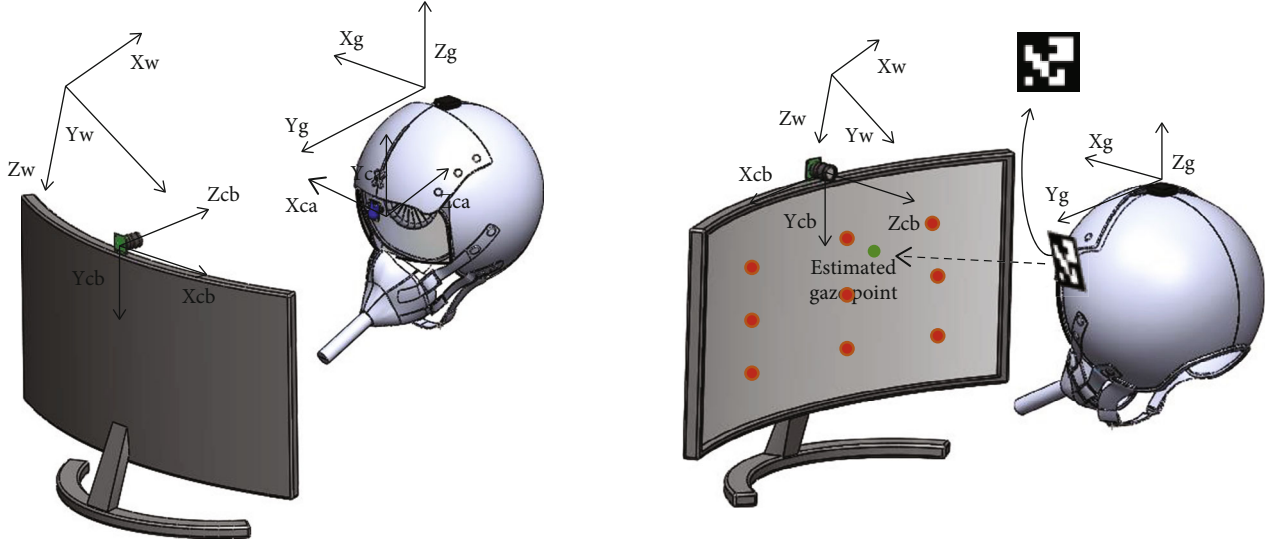 Xw
Yw
Zw
Xg
Zg
Yg
Zcb
Ycb
Xcb
Xca
Zca
Xw
Zw
Yw
Xcb
Ycb
Zcb
Xg
Zg
Yg
Estimated
gaze point